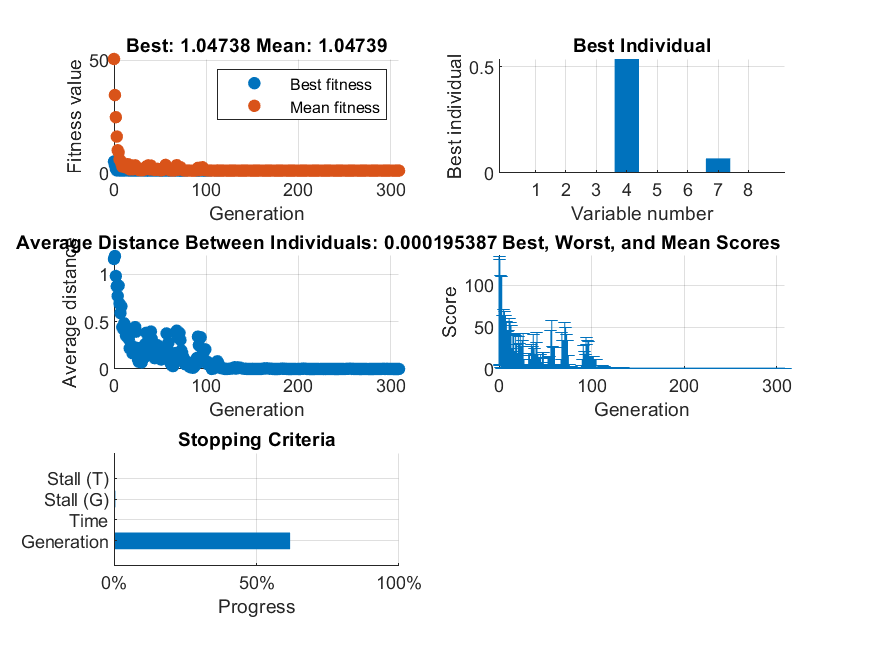 Best: 1.04738 Mean: 1.04739
Fitness value
50
0
Best fitness
Mean fitness
0 100 200 300
Generation
Best Individual
Best individual
0.5
0
1 2 3 4 5 6 7 8
Variable number
Average Distance Between Individuals: 0.000195387
Average distance
1
0.5
0
0 100 200 300
Generation
Best, Worst, and Mean Scores
Score
100
50
0
0 100 200 300
Generation
Stopping Criteria
Stall (T)
Stall (G)
Time
Generation
0% 50% 100%
Progress